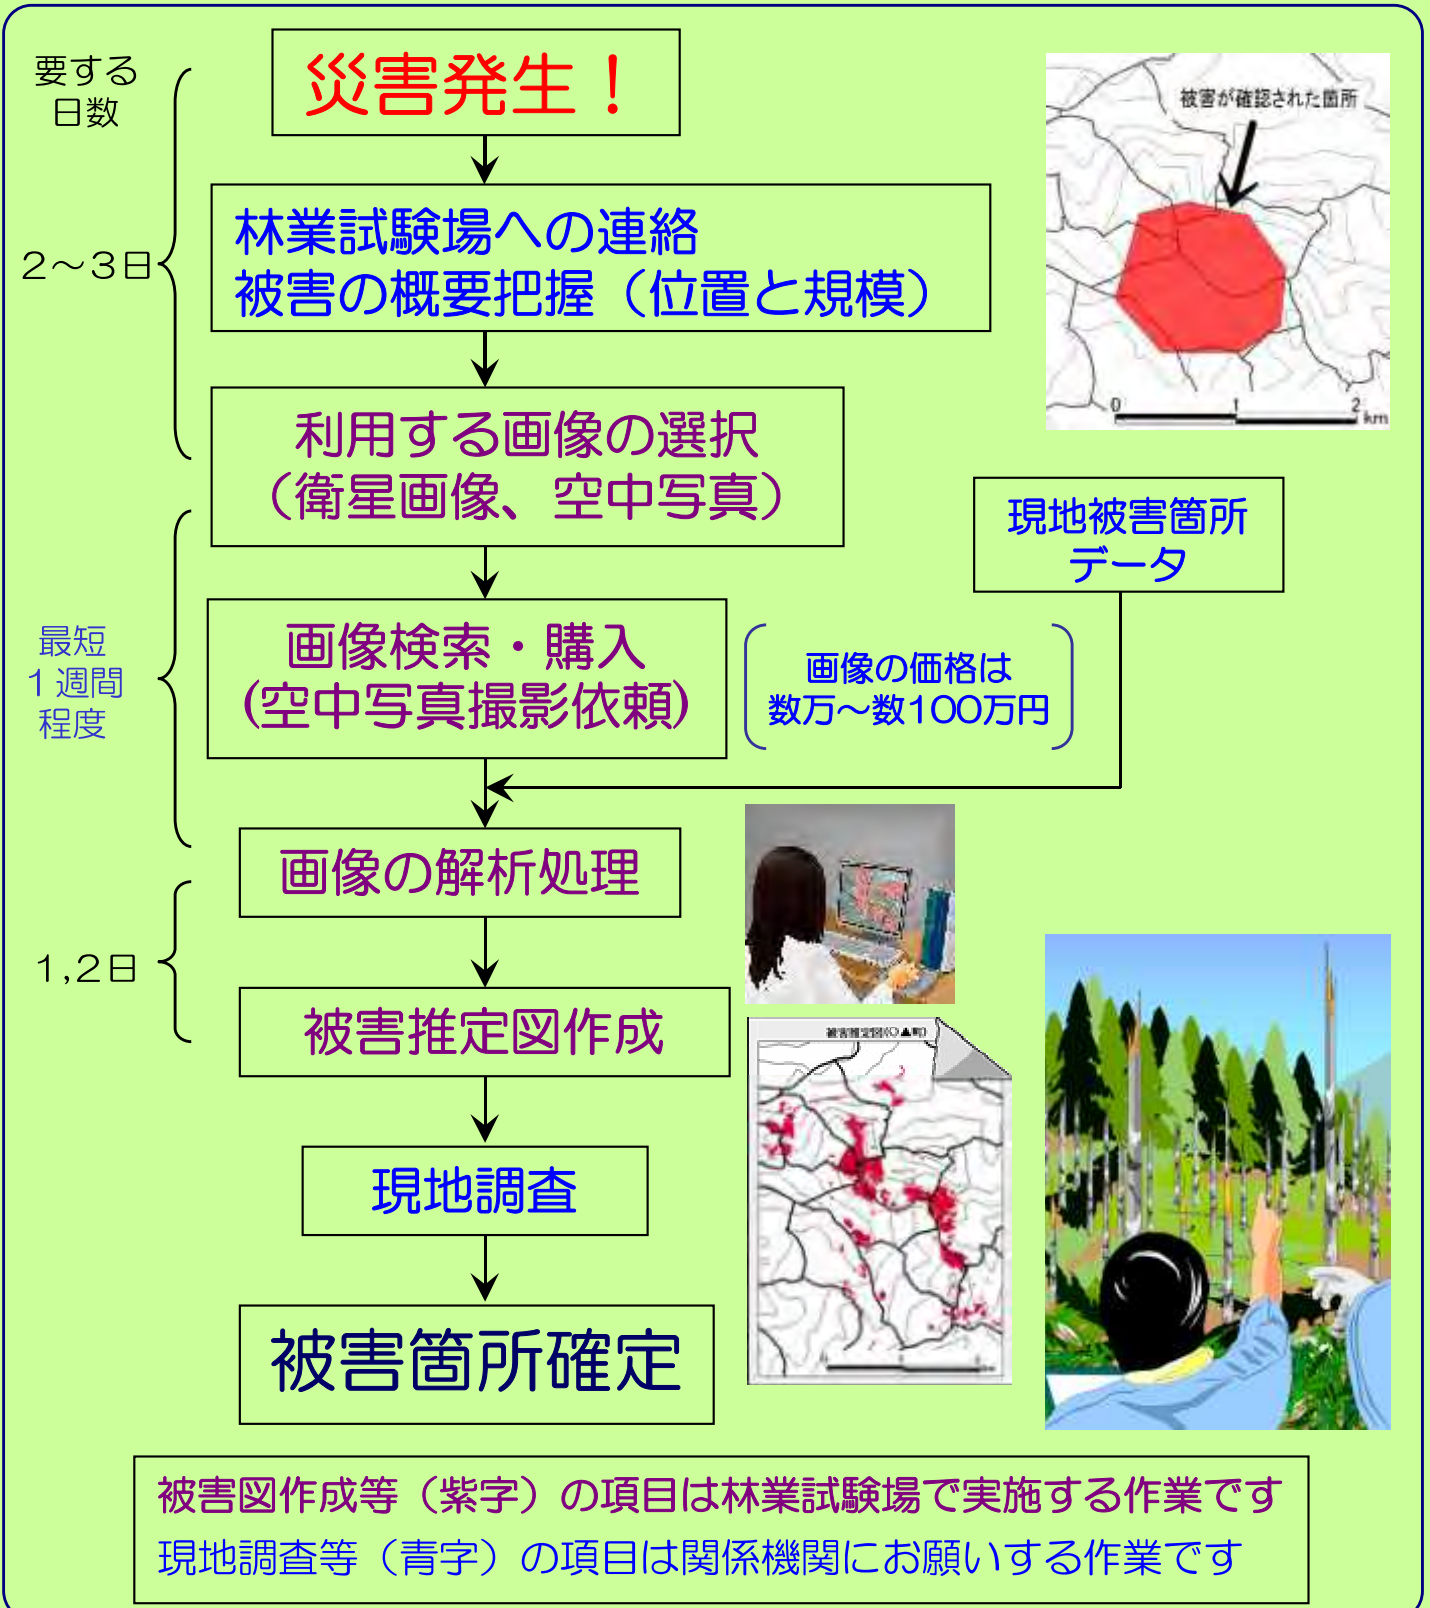 要する
日数
災害発生！
被害が確認された箇所
2～3日
林業試験場への連絡
被害の概要把握（位置と規模）
0 1 2 km
利用する画像の選択
（衛星画像、空中写真）
現地被害箇所
データ
最短
1週間
程度
画像検索・購入
(空中写真撮影依頼)
画像の価格は
数万～数100万円
画像の解析処理
1,2日
被害推定図作成
被害推定図(○▲町)
現地調査
被害箇所確定
被害図作成等（紫字）の項目は林業試験場で実施する作業です
現地調査等（青字）の項目は関係機関にお願いする作業です